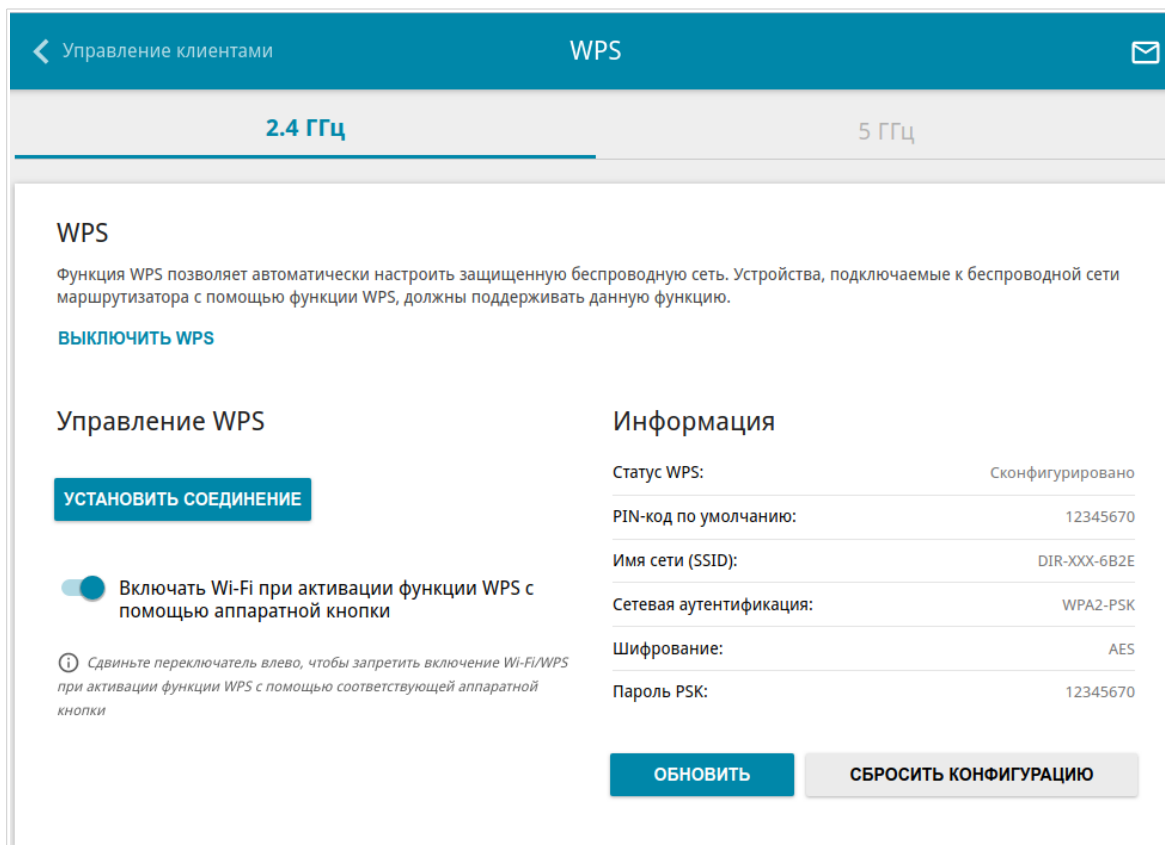 Управление клиентами
WPS
2.4 ГГц
5 ГГц
WPS
Функция WPS позволяет автоматически настроить защищенную беспроводную сеть. Устройства, подключаемые к беспроводной сети
маршрутизатора с помощью функции WPS, должны поддерживать данную функцию.
ВЫКЛЮЧИТЬ WPS
Управление WPS
УСТАНОВИТЬ СОЕДИНЕНИЕ
Включать Wi-Fi при активации функции WPS с
помощью аппаратной кнопки
Сдвиньте переключатель влево, чтобы запретить включение Wi-Fi/WPS
при активации функции WPS с помощью соответствующей аппаратной
кнопки
Информация
Статус WPS: Сконфигурировано
PIN-код по умолчанию: 12345670
Имя сети (SSID): DIR-XXX-6B2E
Сетевая аутентификация: WPA2-PSK
Шифрование: AES
Пароль PSK: 12345670
ОБНОВИТЬ
СБРОСИТЬ КОНФИГУРАЦИЮ